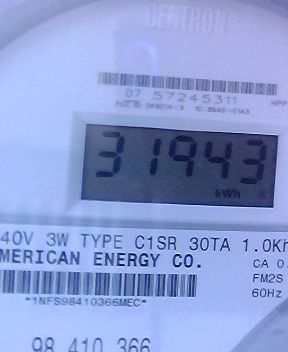 CENTRON®
07 57245311
31943
kWh
40V 3W TYPE C1SR 30TA 1.0Kh
MERICAN ENERGY CO.
CA 0.
FM2S
60Hz
*1NFS98410366MEC*
98 410 366